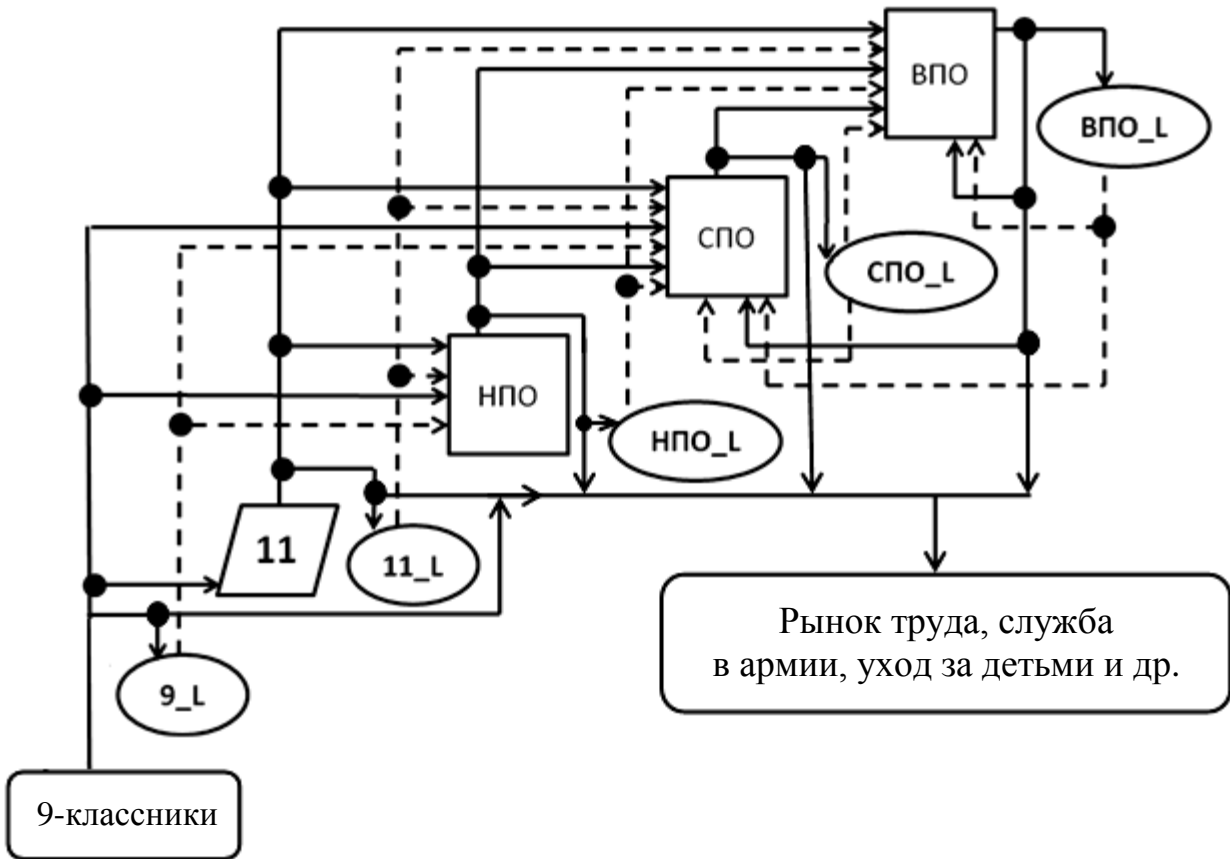 ВПО
ВПО_L
СПО
СПО_L
НПО
НПО_L
11
11_L
Рынок труда, служба
в армии, уход за детьми и др.
9_L
9-классники